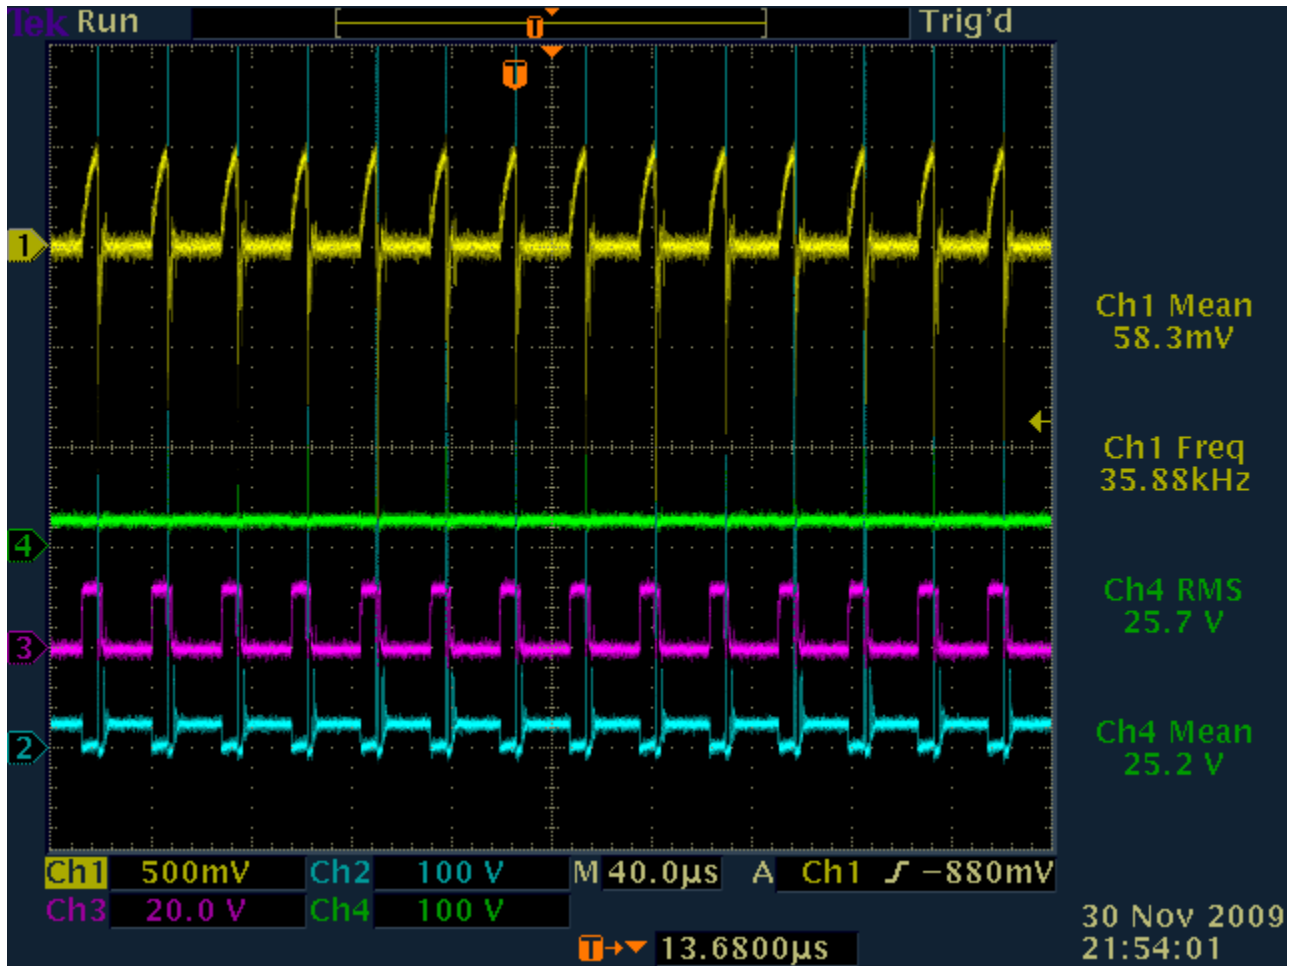 Tek Run Trig'd
T
T
1
Ch1 Mean
58.3mV
Ch1 Freq
35.88kHz
4
Ch4 RMS
25.7 V
3
Ch4 Mean
25.2 V
2
Ch1 500mV Ch2 100 V M 40.0µs A Ch1 -880mV
Ch3 20.0 V Ch4 100 V
T 13.6800µs
30 Nov 2009
21:54:01